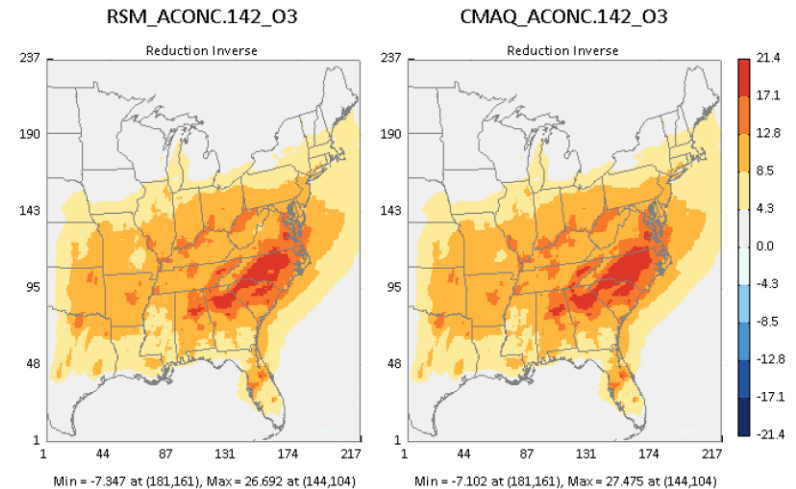 RSM_ACONC.142_O3
CMAQ_ACONC.142_O3
Reduction Inverse
Reduction Inverse
237
190
143
95
48
1
1 44 87 131 174 217
237
190
143
95
48
1
1 44 87 131 174 217
21.4
17.1
12.8
8.5
4.3
0.0
-4.3
-8.5
-12.8
-17.1
-21.4
Min = -7.347 at (181,161), Max = 26.692 at (144,104)
Min = -7.102 at (181,161), Max = 27.475 at (144,104)